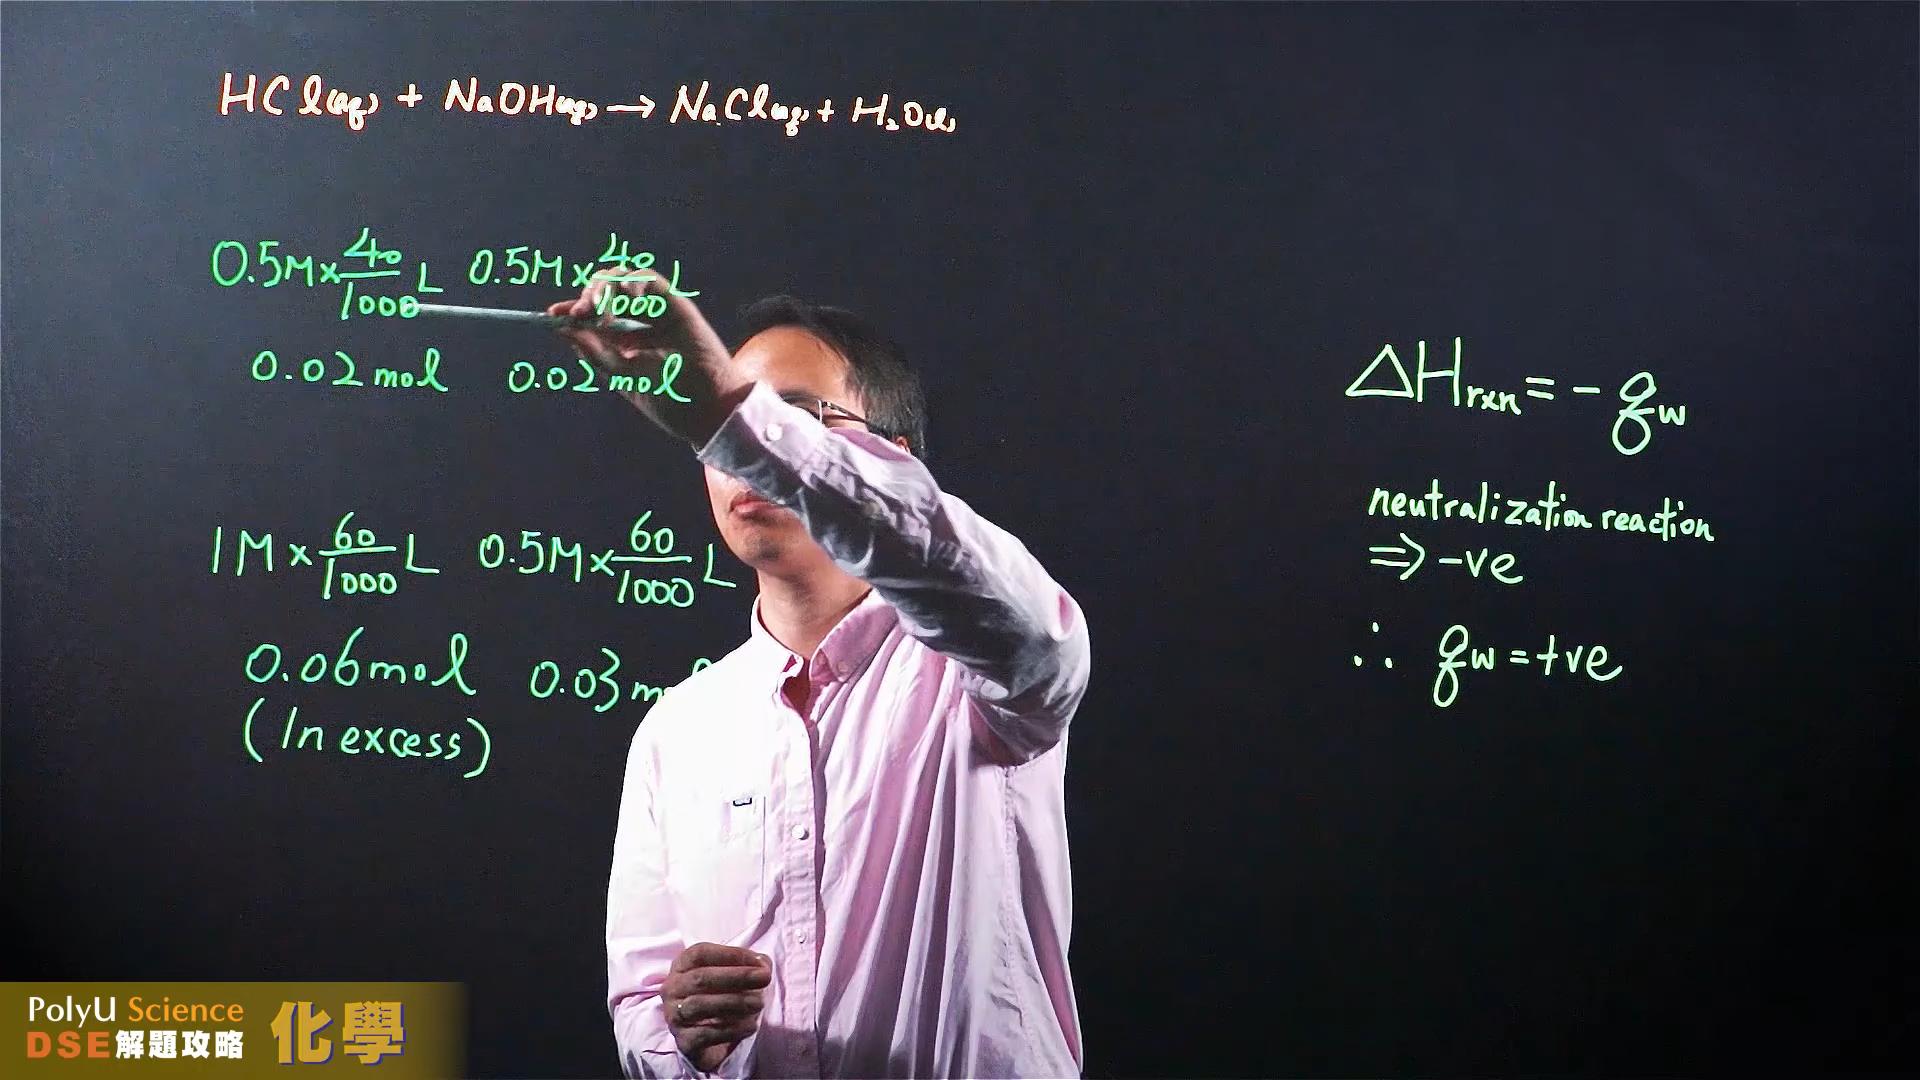 HCl(aq) + NaOH(aq) → NaCl(aq) + H₂O(l)
0.5M × 40/1000 L 0.5M × 40/1000 L
0.02 mol 0.02 mol
1M × 60/1000 L 0.5M × 60/1000 L
0.06 mol 0.03
(In excess)
ΔHrxn = - qw
neutralization reaction
⇒ -ve
∴ qw = +ve
PolyU Science
DSE解題攻略
化學